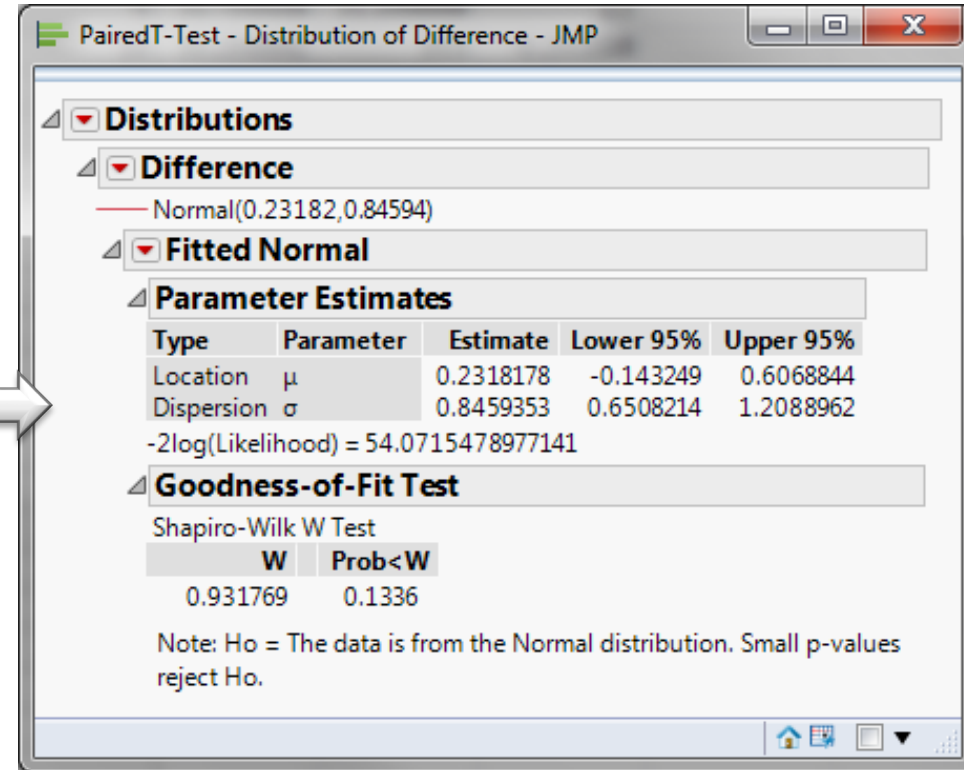 PairedT-Test - Distribution of Difference - JMP
Distributions
Difference
Normal(0.23182,0.84594)
Fitted Normal
Parameter Estimates
Type Parameter Estimate Lower 95% Upper 95%
Location μ 0.2318178 -0.143249 0.6068844
Dispersion σ 0.8459353 0.6508214 1.2088962
-2log(Likelihood) = 54.0715478977141
Goodness-of-Fit Test
Shapiro-Wilk W Test
W Prob<W
0.931769 0.1336
Note: Ho = The data is from the Normal distribution. Small p-values
reject Ho.